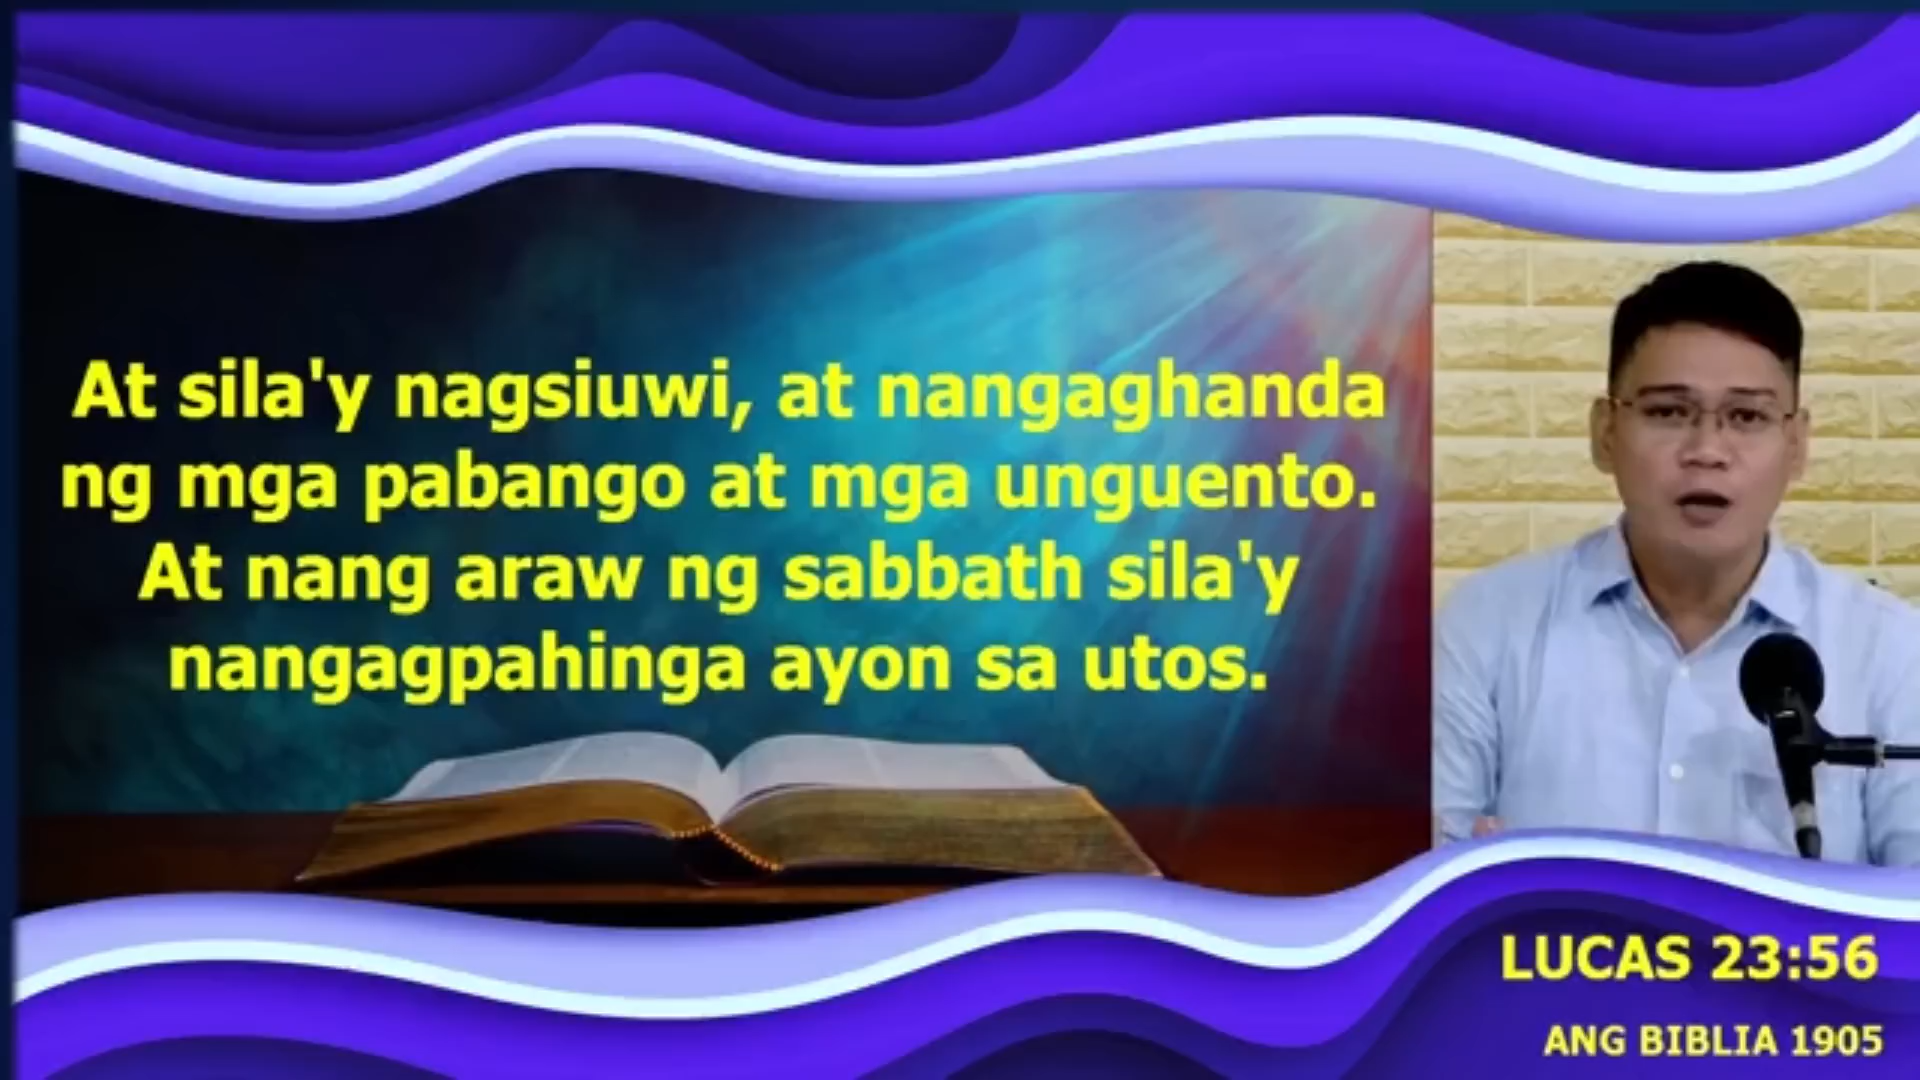 At sila'y nagsiuwi, at nangaghanda
ng mga pabango at mga unguento.
At nang araw ng sabbath sila'y
nangagpahinga ayon sa utos.
LUCAS 23:56
ANG BIBLIA 1905